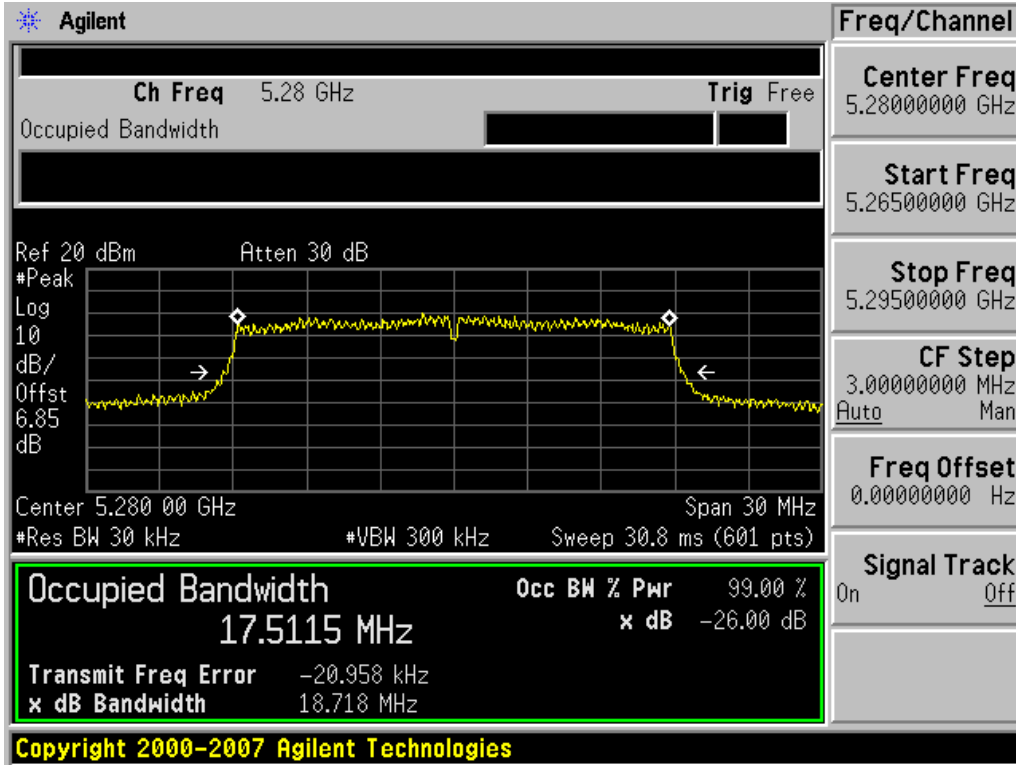 Agilent
Freq/Channel
Ch Freq 5.28 GHz Trig Free
Occupied Bandwidth
Center Freq
5.28000000 GHz
Start Freq
5.26500000 GHz
Stop Freq
5.29500000 GHz
CF Step
3.00000000 MHz
Auto Man
Freq Offset
0.00000000 Hz
Signal Track
On Off
Ref 20 dBm Atten 30 dB
#Peak
Log
10
dB/
Offst
6.85
dB
Center 5.280 00 GHz Span 30 MHz
#Res BW 30 kHz #VBW 300 kHz Sweep 30.8 ms (601 pts)
Occupied Bandwidth Occ BW % Pwr 99.00 %
17.5115 MHz x dB -26.00 dB
Transmit Freq Error -20.958 kHz
x dB Bandwidth 18.718 MHz
Copyright 2000-2007 Agilent Technologies